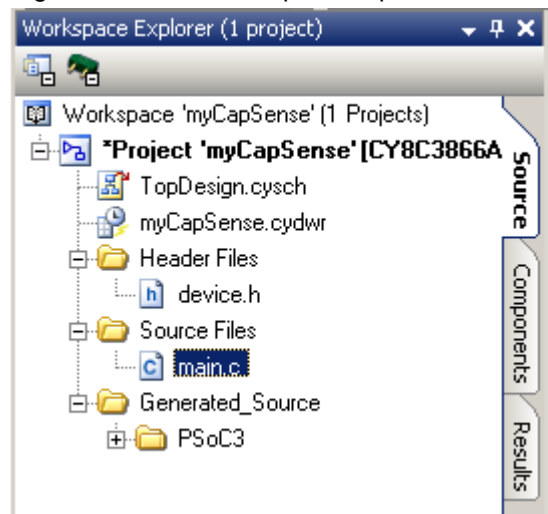 Workspace Explorer (1 project)
Workspace 'myCapSense' (1 Projects)
*Project 'myCapSense' [CY8C3866A
TopDesign.cysch
myCapSense.cydwr
Header Files
h device.h
Source Files
c main.c
Generated_Source
PSoC3
Source
Components
Results